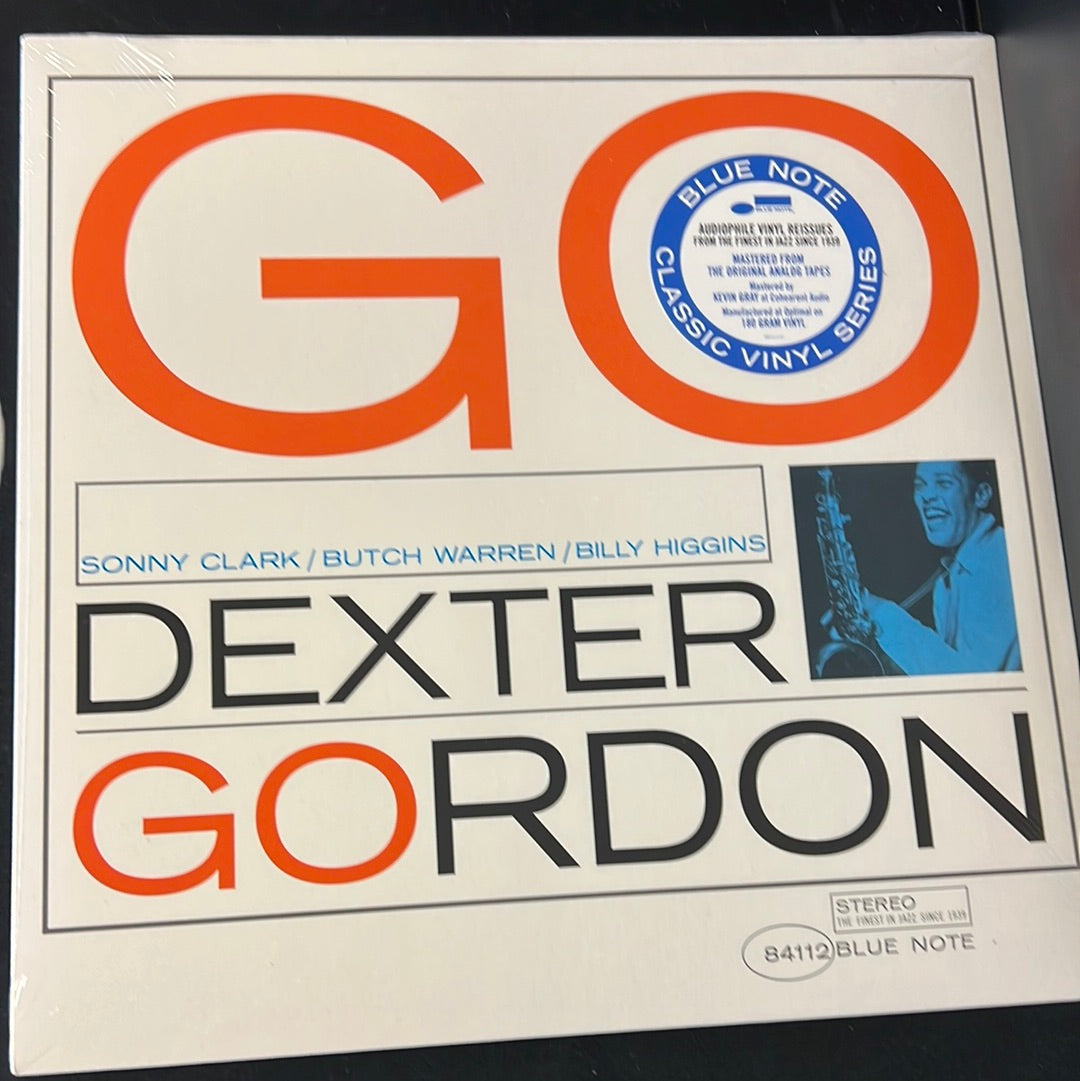 GO
BLUE NOTE
BLUE NOTE
AUDIOPHILE VINYL REISSUES
FROM THE FINEST IN JAZZ SINCE 1939
MASTERED FROM
THE ORIGINAL ANALOG TAPES
Mastered by
KEVIN GRAY at Cohearent Audio
Manufactured at Optimal on
180 GRAM VINYL
CLASSIC VINYL SERIES
SONNY CLARK/BUTCH WARREN/BILLY HIGGINS
DEXTER
GORDON
STEREO
THE FINEST IN JAZZ SINCE 1939
84112 BLUE NOTE